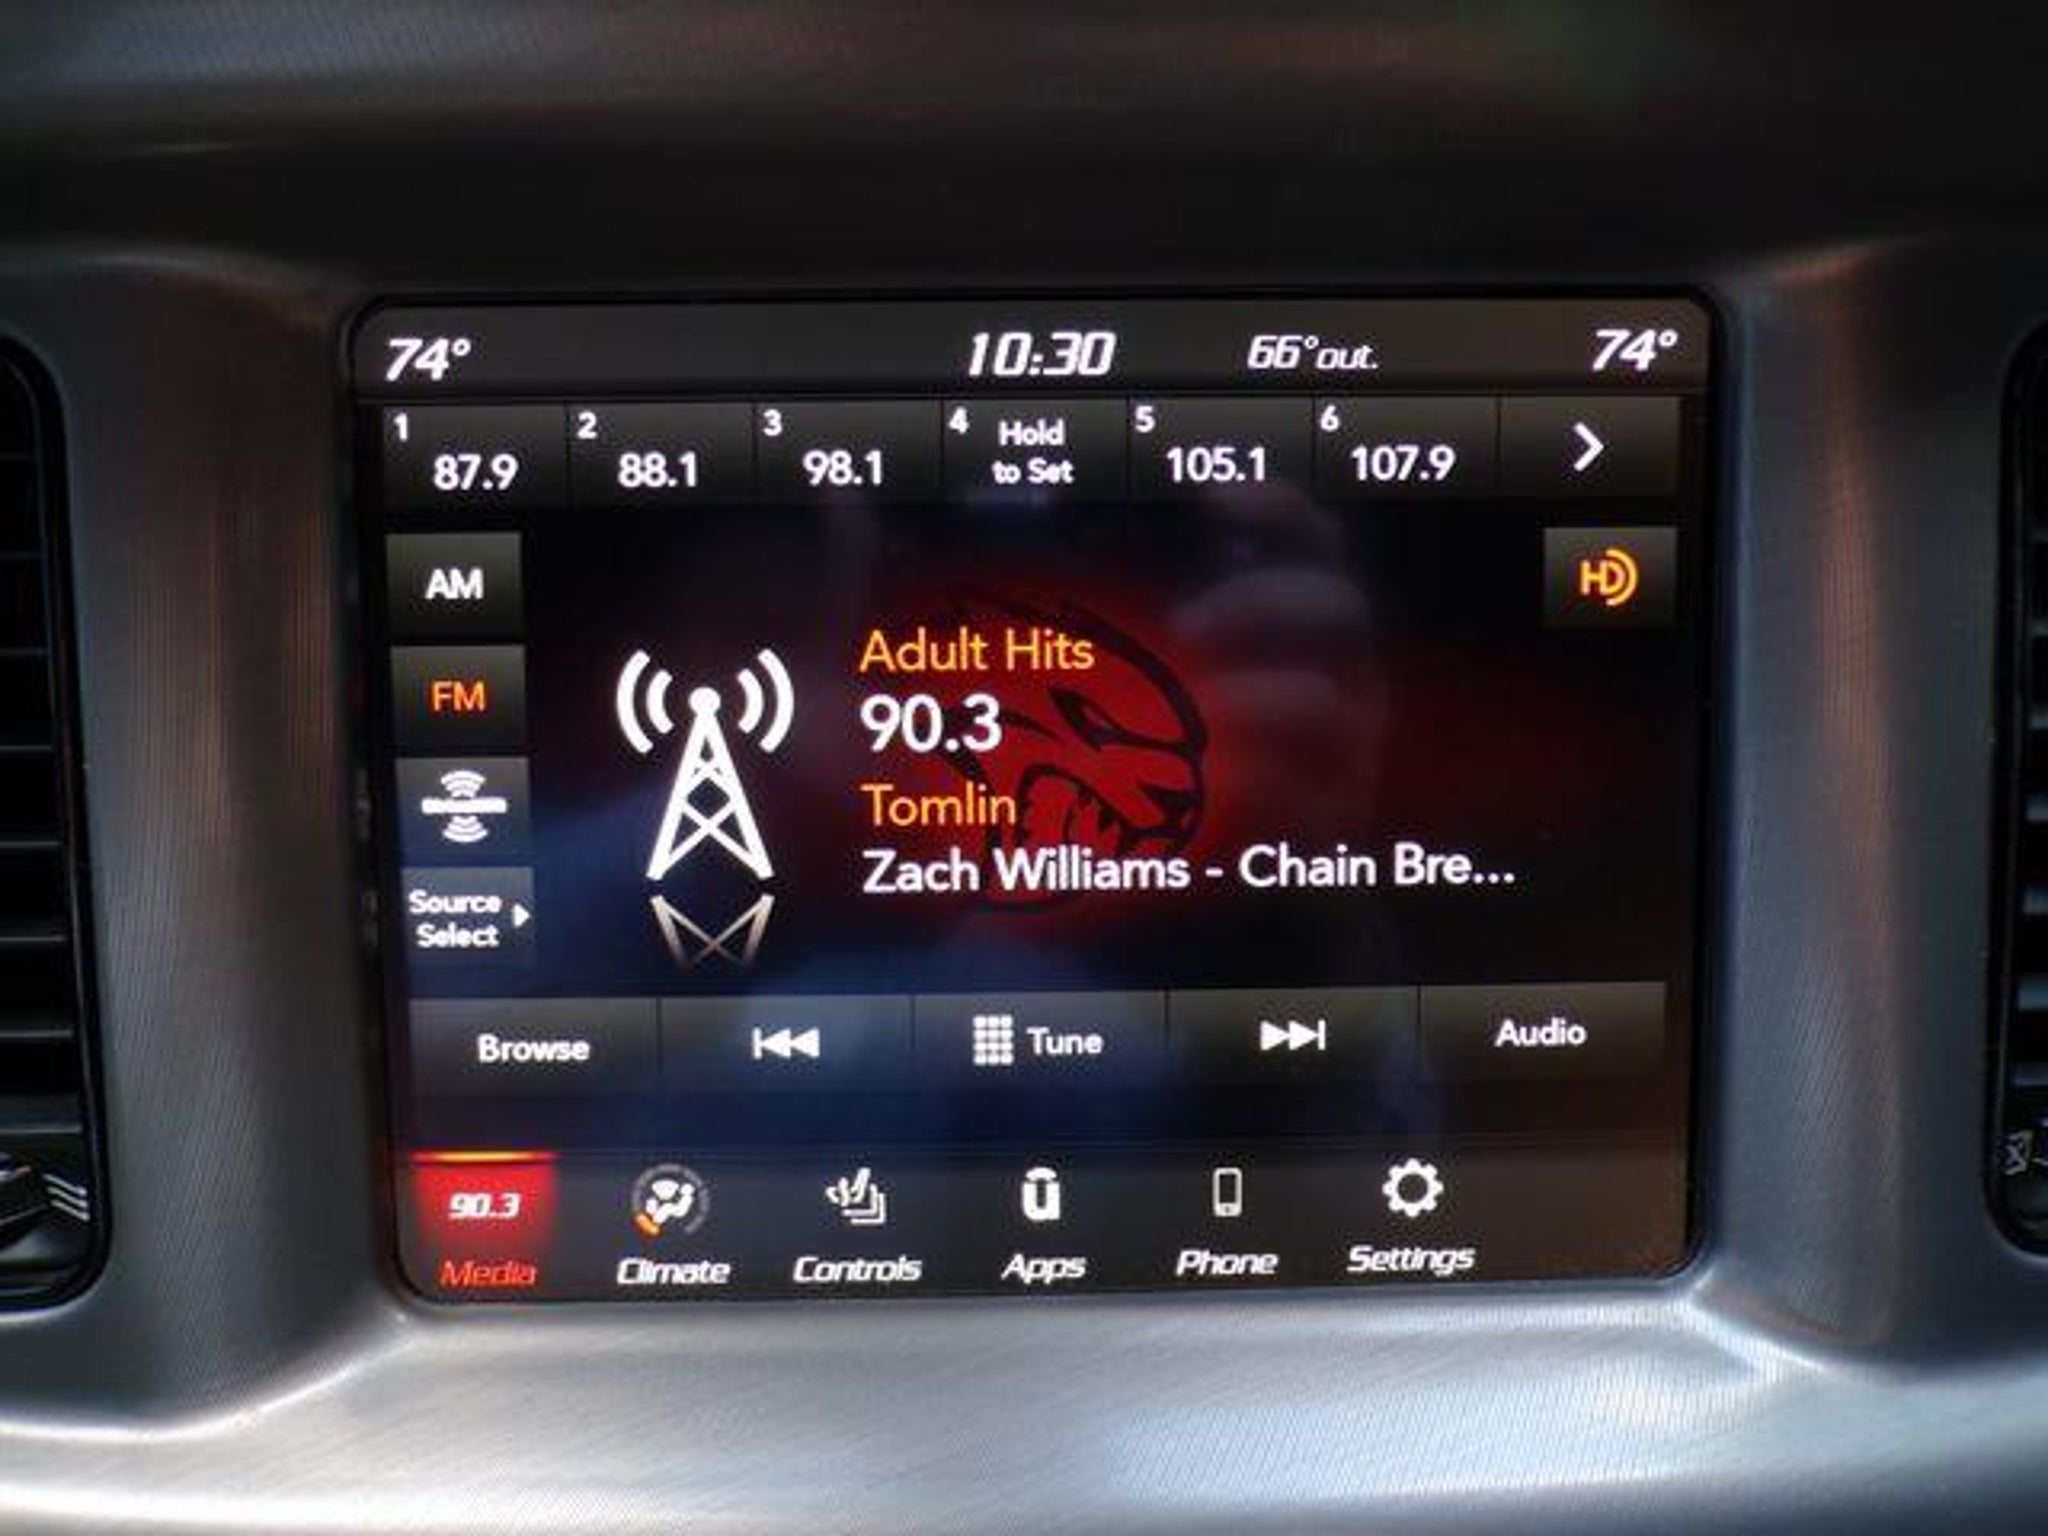 74° 10:30 66°out. 74°
1 87.9 2 88.1 3 98.1 4 Hold to Set 5 105.1 6 107.9
AM
HD
FM
Adult Hits
90.3
Tomlin
Zach Williams - Chain Bre...
Source
Select
Browse Tune Audio
90.3
Media Climate Controls Apps Phone Settings